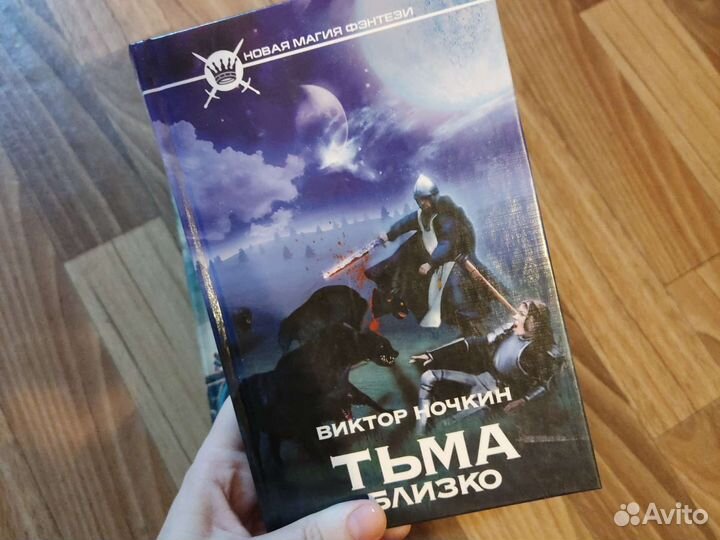 НОВАЯ МАГИЯ ФЭНТЕЗИ
ВИКТОР НОЧКИН
ТЬМА
БЛИЗКО
Avito